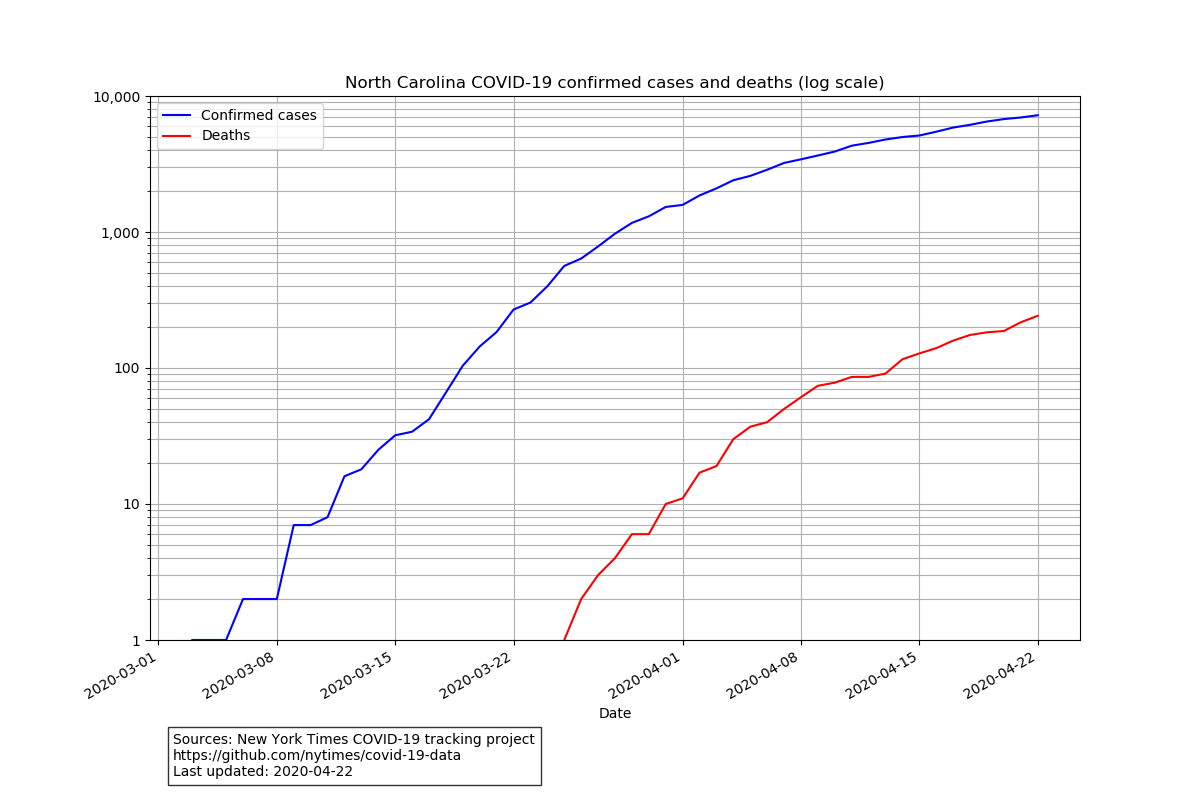 North Carolina COVID-19 confirmed cases and deaths (log scale)
10,000
1,000
100
10
1
Confirmed cases
Deaths
2020-03-01
2020-03-08
2020-03-15
2020-03-22
2020-04-01
2020-04-08
2020-04-15
2020-04-22
Date
Sources: New York Times COVID-19 tracking project
https://github.com/nytimes/covid-19-data
Last updated: 2020-04-22